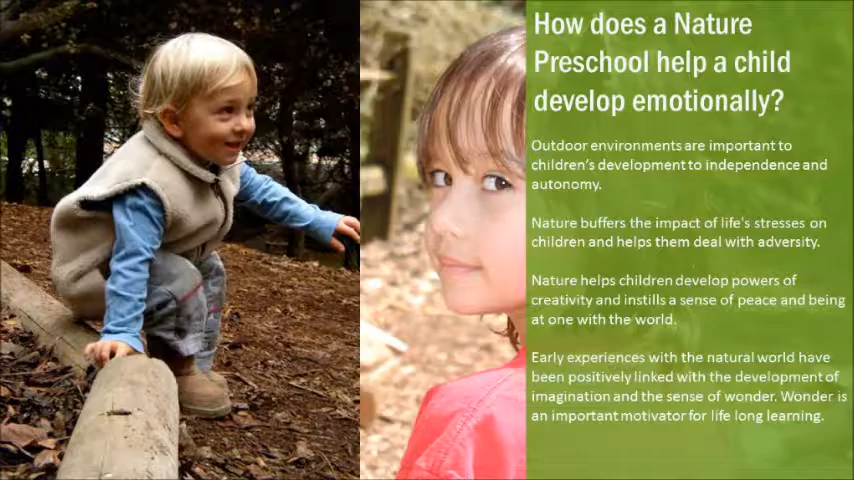 How does a Nature
Preschool help a child
develop emotionally?
Outdoor environments are important to
children's development to independence and
autonomy.
Nature buffers the impact of life's stresses on
children and helps them deal with adversity.
Nature helps children develop powers of
creativity and instills a sense of peace and being
at one with the world.
Early experiences with the natural world have
been positively linked with the development of
imagination and the sense of wonder. Wonder is
an important motivator for life long learning.